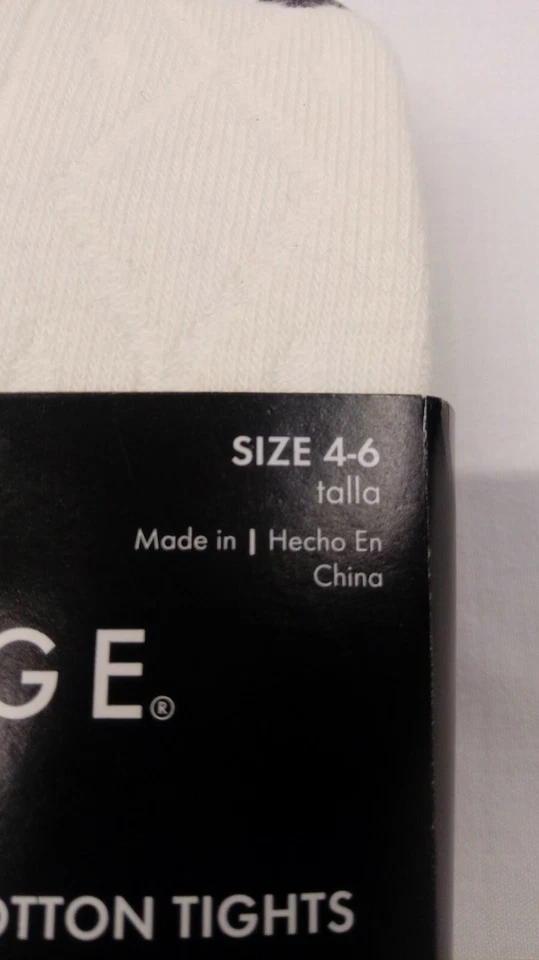 SIZE 4-6
talla
Made in | Hecho En
China
GE®
OTTON TIGHTS